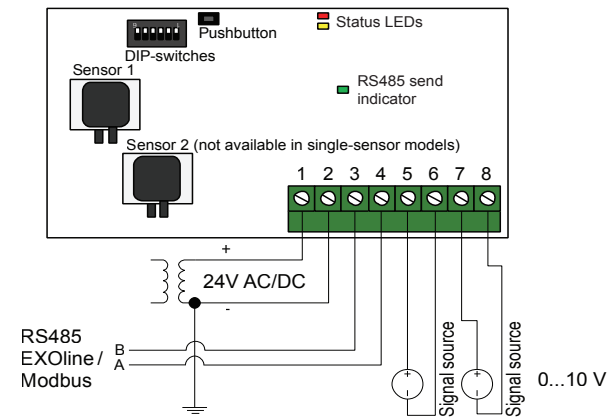 6
1
Pushbutton
Status LEDs
DIP-switches
Sensor 1
RS485 send
indicator
Sensor 2 (not available in single-sensor models)
1 2 3 4 5 6 7 8
+
24V AC/DC
-
RS485
EXOline /
Modbus
B
A
+
-
Signal source
+
-
Signal source
0...10 V